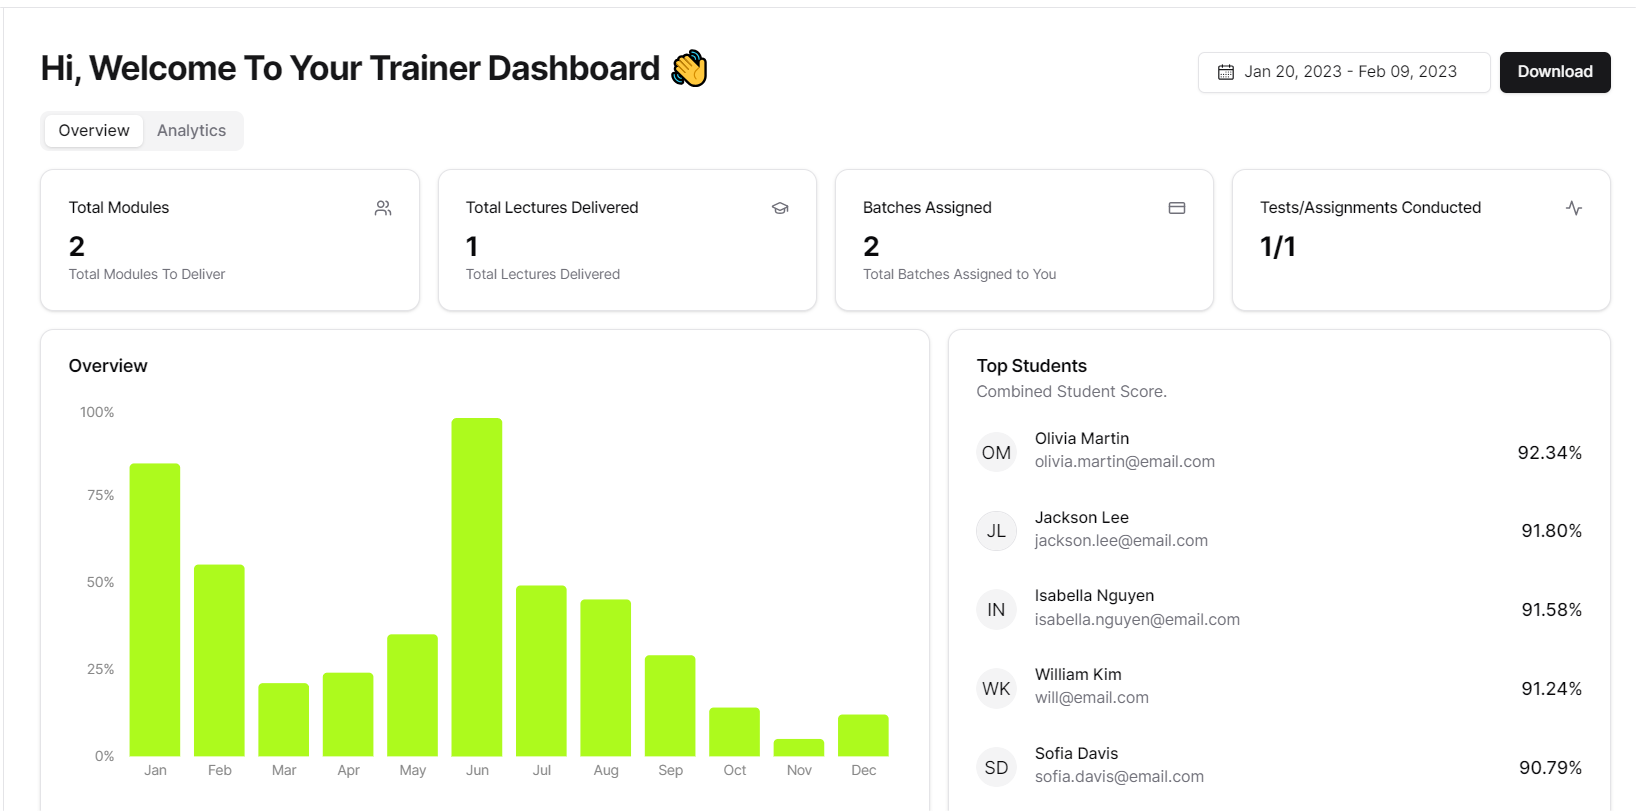 Hi, Welcome To Your Trainer Dashboard 👋
Jan 20, 2023 - Feb 09, 2023
Download
Overview
Analytics
Total Modules
2
Total Modules To Deliver
Total Lectures Delivered
1
Total Lectures Delivered
Batches Assigned
2
Total Batches Assigned to You
Tests/Assignments Conducted
1/1
Overview
100%
75%
50%
25%
0%
Jan Feb Mar Apr May Jun Jul Aug Sep Oct Nov Dec
Top Students
Combined Student Score.
OM
Olivia Martin
olivia.martin@email.com
92.34%
JL
Jackson Lee
jackson.lee@email.com
91.80%
IN
Isabella Nguyen
isabella.nguyen@email.com
91.58%
WK
William Kim
will@email.com
91.24%
SD
Sofia Davis
sofia.davis@email.com
90.79%